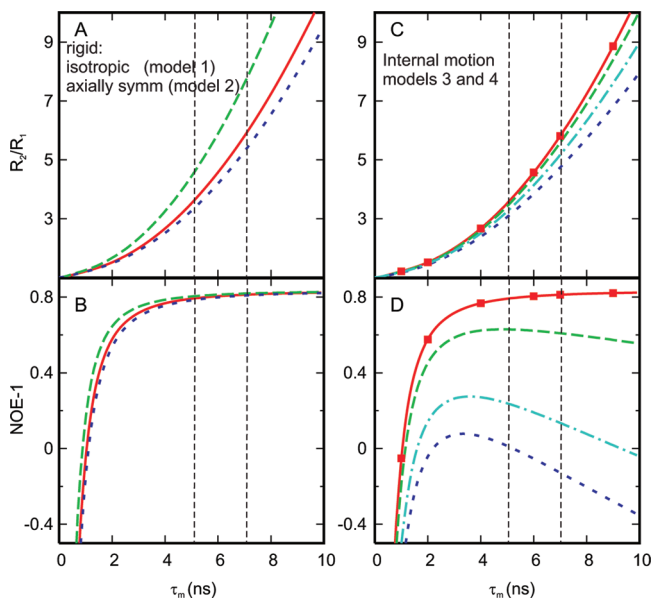 A
rigid:
isotropic (model 1)
axially symm (model 2)
9
7
5
3
R₂/R₁
C
Internal motion
models 3 and 4
9
7
5
3
R₂/R₁
B
0.8
0.4
0
-0.4
NOE-1
0 2 4 6 8 10
τₘ(ns)
D
0.8
0.4
0
-0.4
0 2 4 6 8 10
τₘ(ns)